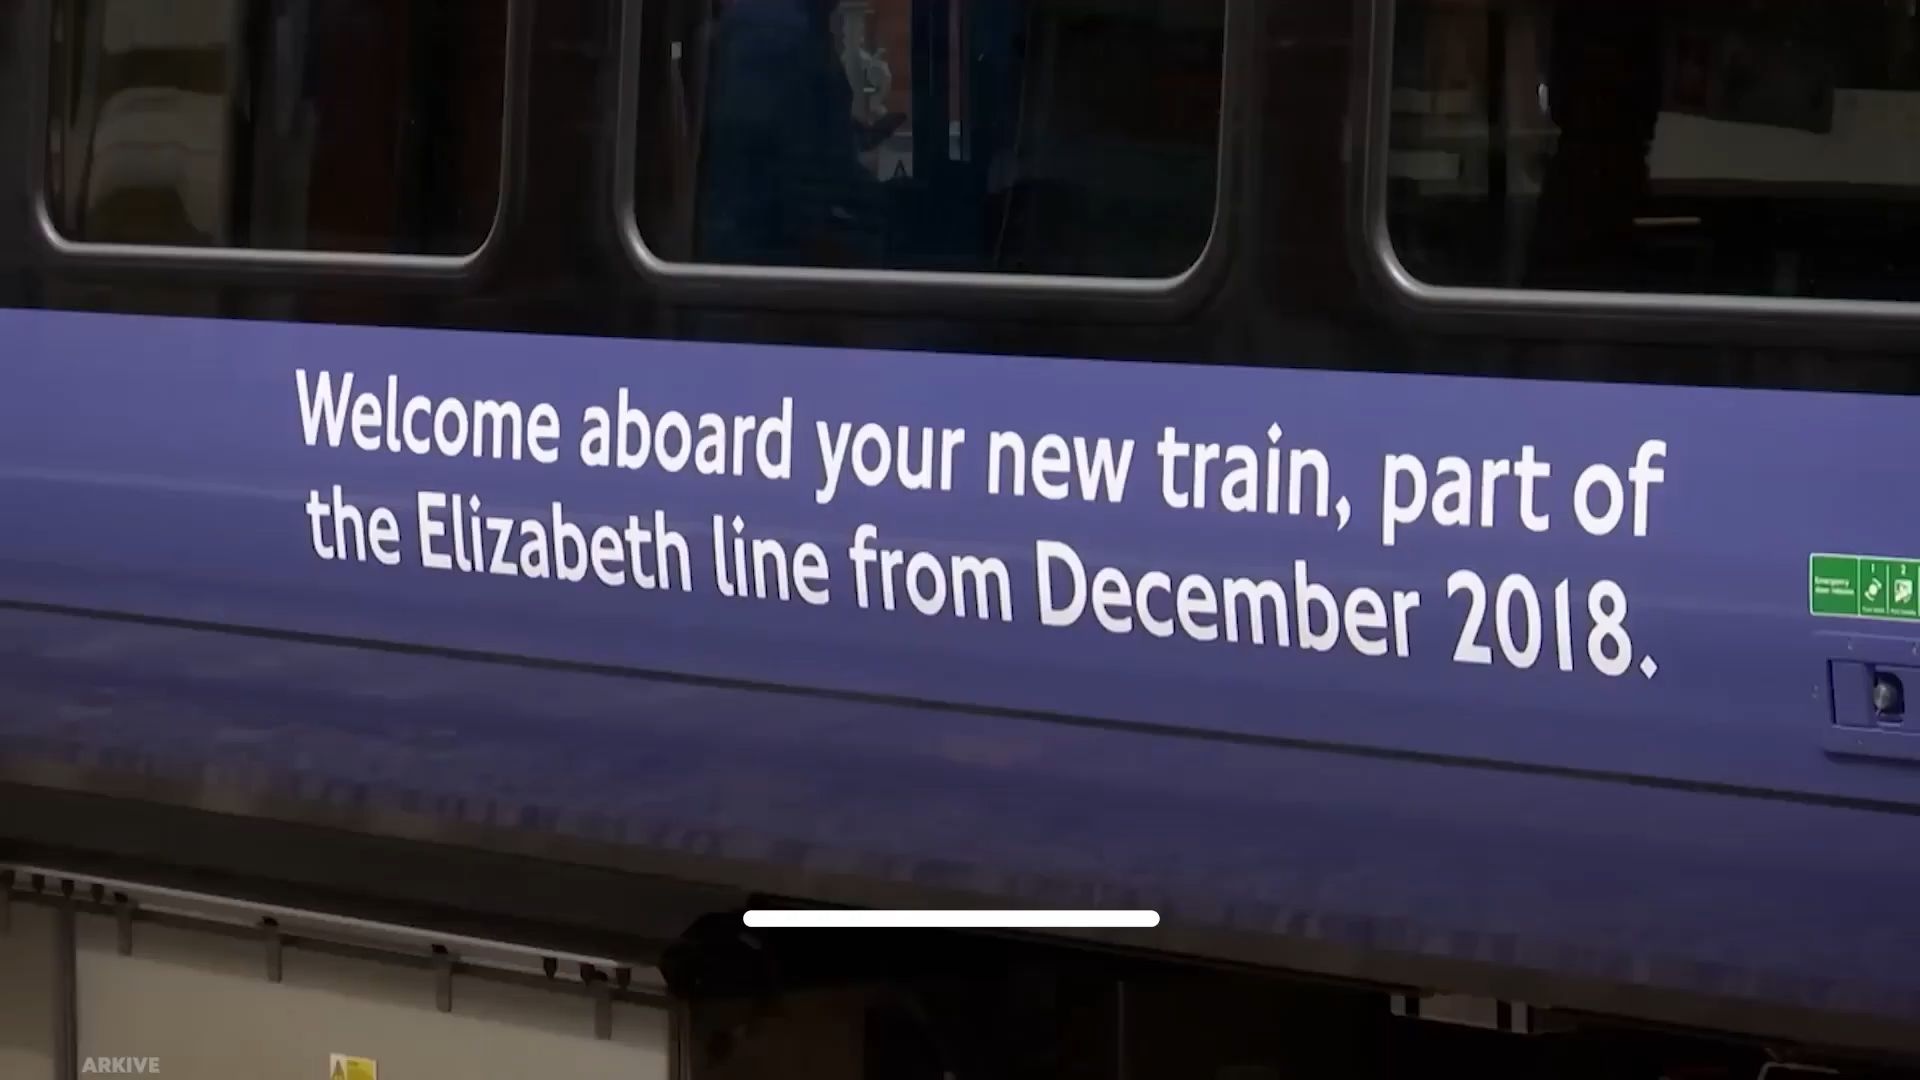 Welcome aboard your new train, part of
the Elizabeth line from December 2018.
ARKIVE